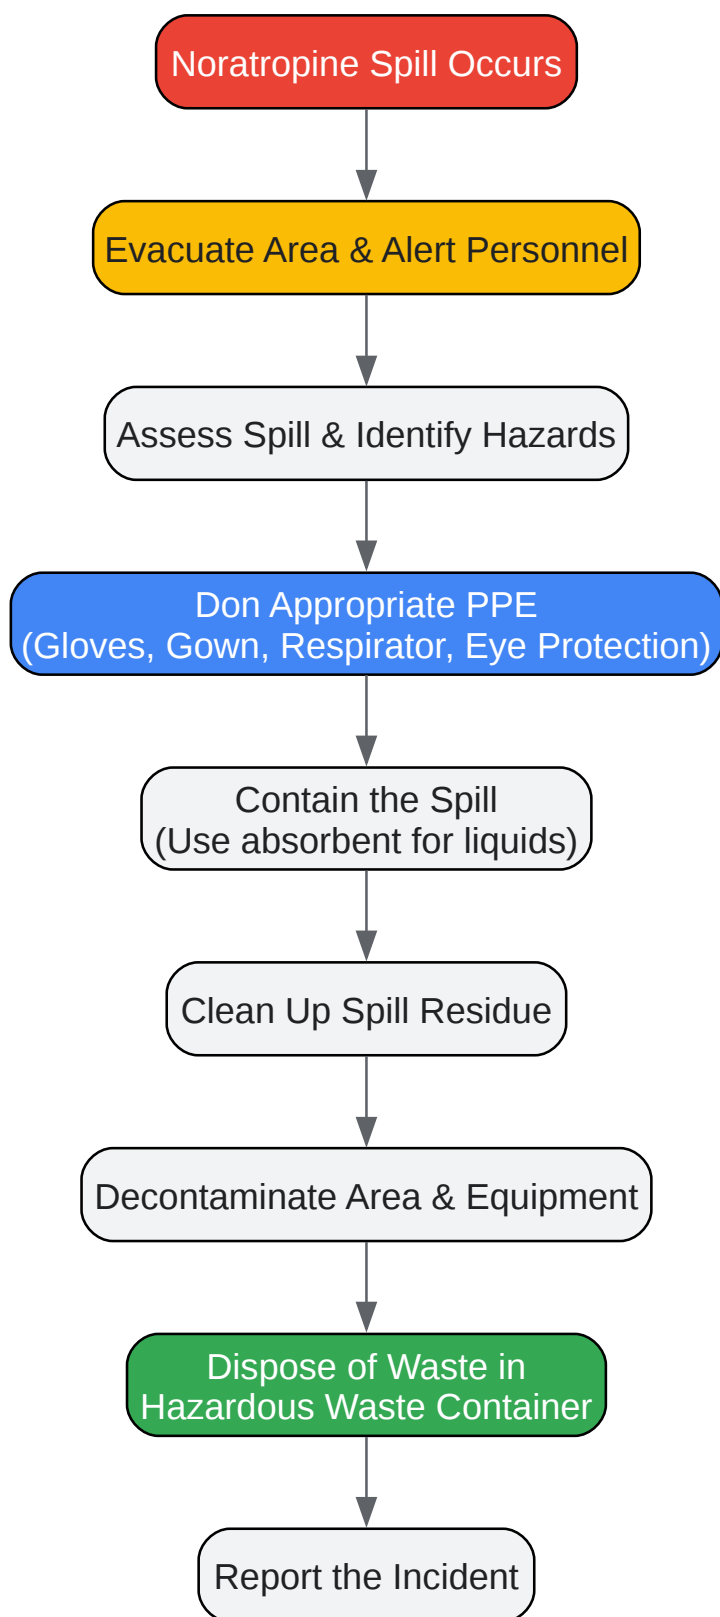 Noratropine Spill Occurs
Evacuate Area & Alert Personnel
Assess Spill & Identify Hazards
Don Appropriate PPE
(Gloves, Gown, Respirator, Eye Protection)
Contain the Spill
(Use absorbent for liquids)
Clean Up Spill Residue
Decontaminate Area & Equipment
Dispose of Waste in
Hazardous Waste Container
Report the Incident